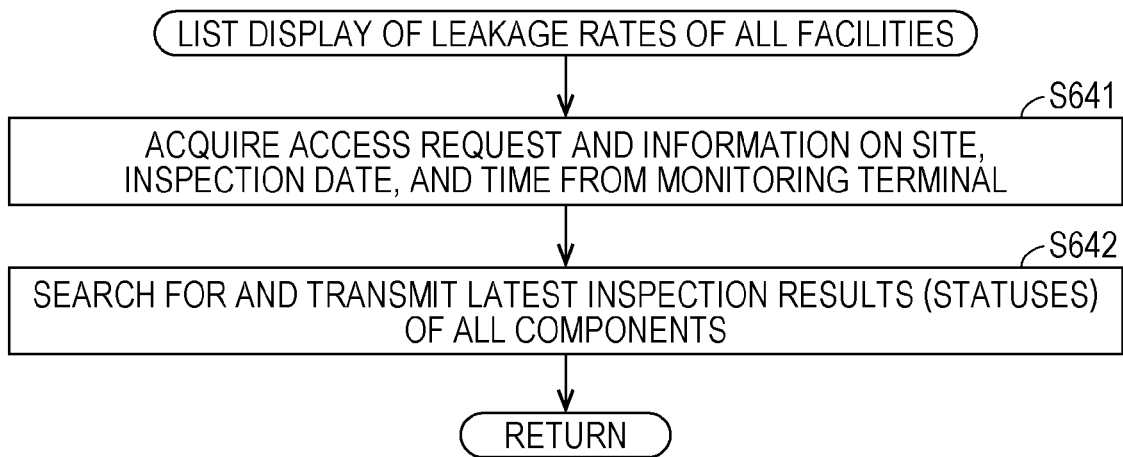 LIST DISPLAY OF LEAKAGE RATES OF ALL FACILITIES
S641
ACQUIRE ACCESS REQUEST AND INFORMATION ON SITE,
INSPECTION DATE, AND TIME FROM MONITORING TERMINAL
S642
SEARCH FOR AND TRANSMIT LATEST INSPECTION RESULTS (STATUSES)
OF ALL COMPONENTS
RETURN